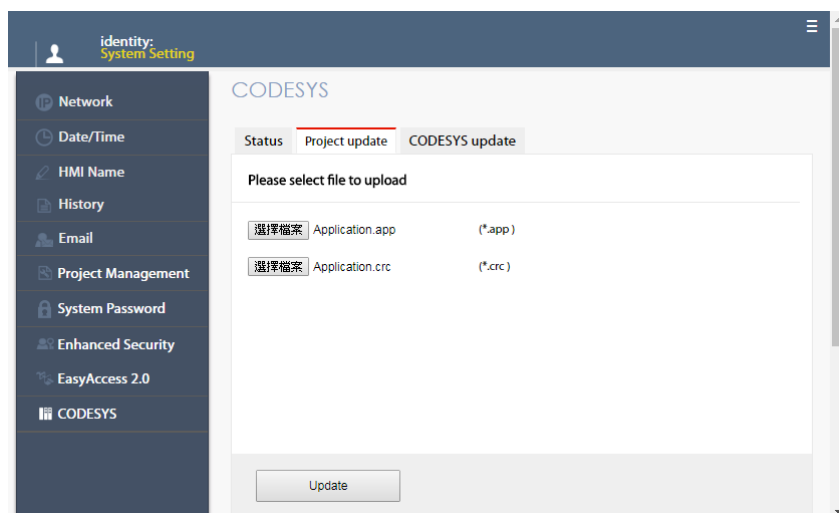 identity:
System Setting
Network
Date/Time
HMI Name
History
Email
Project Management
System Password
Enhanced Security
EasyAccess 2.0
CODESYS
CODESYS
Status Project update CODESYS update
Please select file to upload
選擇檔案 Application.app (*.app )
選擇檔案 Application.crc (*.crc )
Update